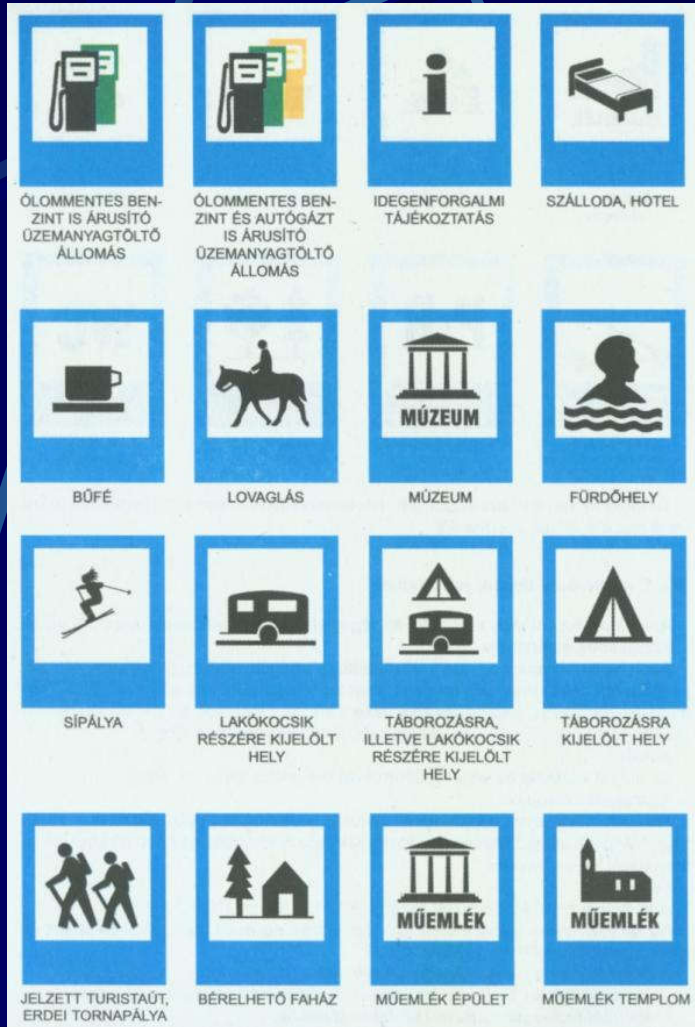 ÓLOMMENTES BEN-
ZINT IS ÁRUSÍTÓ
ÜZEMANYAGTÖLTŐ
ÁLLOMÁS
ÓLOMMENTES BEN-
ZINT ÉS AUTÓGÁZT
IS ÁRUSÍTÓ
ÜZEMANYAGTÖLTŐ
ÁLLOMÁS
IDEGENFORGALMI
TÁJÉKOZTATÁS
SZÁLLODA, HOTEL
BŰFÉ
LOVAGLÁS
MÚZEUM
MÚZEUM
FÜRDŐHELY
SÍPÁLYA
LAKÓKOCSIK
RÉSZÉRE KIJELÖLT
HELY
TÁBOROZÁSRA,
ILLETVE LAKÓKOCSIK
RÉSZÉRE KIJELÖLT
HELY
TÁBOROZÁSRA
KIJELÖLT HELY
JELZETT TURISTAÚT,
ERDEI TORNAPÁLYA
BÉRELHETŐ FAHÁZ
MŰEMLÉK
MŰEMLÉK ÉPÜLET
MŰEMLÉK
MŰEMLÉK TEMPLOM